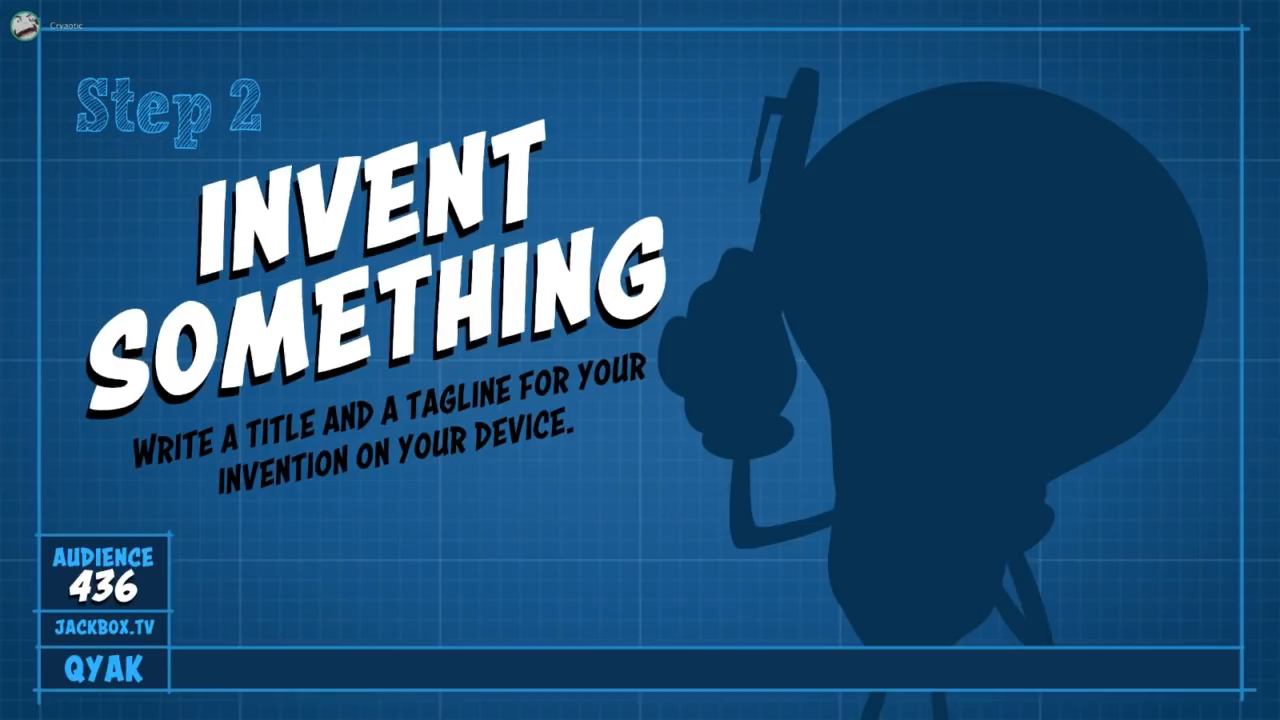 Cryaotic
Step 2
INVENT
SOMETHING
WRITE A TITLE AND A TAGLINE FOR YOUR
INVENTION ON YOUR DEVICE.
AUDIENCE
436
JACKBOX.TV
QYAK